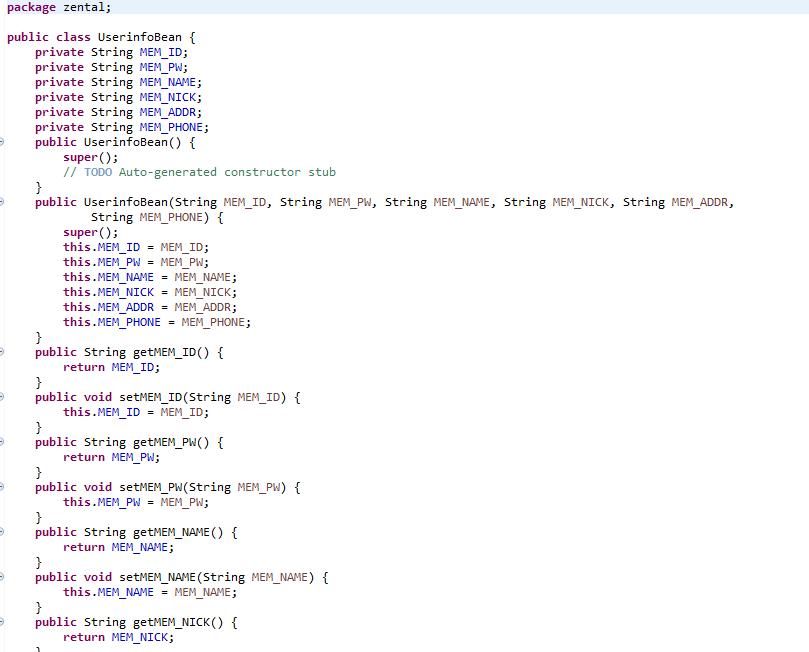 package zental;
public class UserinfoBean {
private String MEM_ID;
private String MEM_PW;
private String MEM_NAME;
private String MEM_NICK;
private String MEM_ADDR;
private String MEM_PHONE;
public UserinfoBean() {
super();
// TODO Auto-generated constructor stub
}
public UserinfoBean(String MEM_ID, String MEM_PW, String MEM_NAME, String MEM_NICK, String MEM_ADDR,
String MEM_PHONE) {
super();
this.MEM_ID = MEM_ID;
this.MEM_PW = MEM_PW;
this.MEM_NAME = MEM_NAME;
this.MEM_NICK = MEM_NICK;
this.MEM_ADDR = MEM_ADDR;
this.MEM_PHONE = MEM_PHONE;
}
public String getMEM_ID() {
return MEM_ID;
}
public void setMEM_ID(String MEM_ID) {
this.MEM_ID = MEM_ID;
}
public String getMEM_PW() {
return MEM_PW;
}
public void setMEM_PW(String MEM_PW) {
this.MEM_PW = MEM_PW;
}
public String getMEM_NAME() {
return MEM_NAME;
}
public void setMEM_NAME(String MEM_NAME) {
this.MEM_NAME = MEM_NAME;
}
public String getMEM_NICK() {
return MEM_NICK;
}